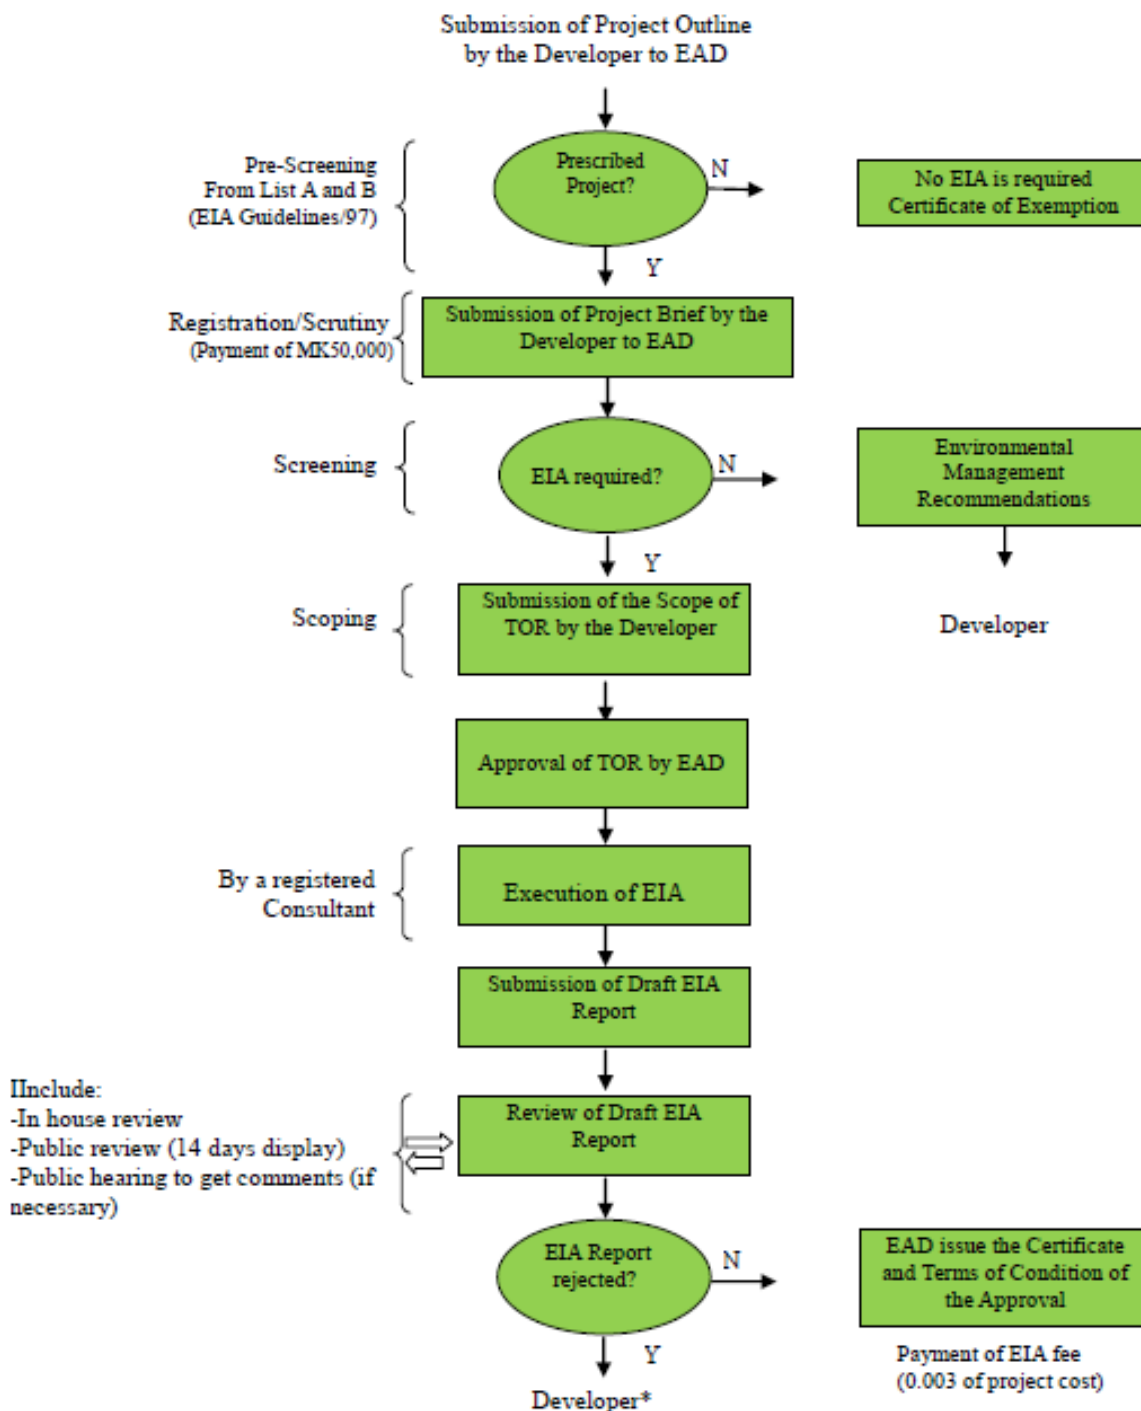 Submission of Project Outline
by the Developer to EAD
Pre-Screening
From List A and B
(EIA Guidelines/97)
Prescribed
Project?
N
No EIA is required
Certificate of Exemption
Y
Registration/Scrutiny
(Payment of MK50,000)
Submission of Project Brief by the
Developer to EAD
Screening
EIA required?
N
Environmental
Management
Recommendations
Y
Developer
Scoping
Submission of the Scope of
TOR by the Developer
Approval of TOR by EAD
By a registered
Consultant
Execution of EIA
Submission of Draft EIA
Report
IInclude:
-In house review
-Public review (14 days display)
-Public hearing to get comments (if
necessary)
Review of Draft EIA
Report
EIA Report
rejected?
N
EAD issue the Certificate
and Terms of Condition of
the Approval
Y
Payment of EIA fee
(0.003 of project cost)
Developer*